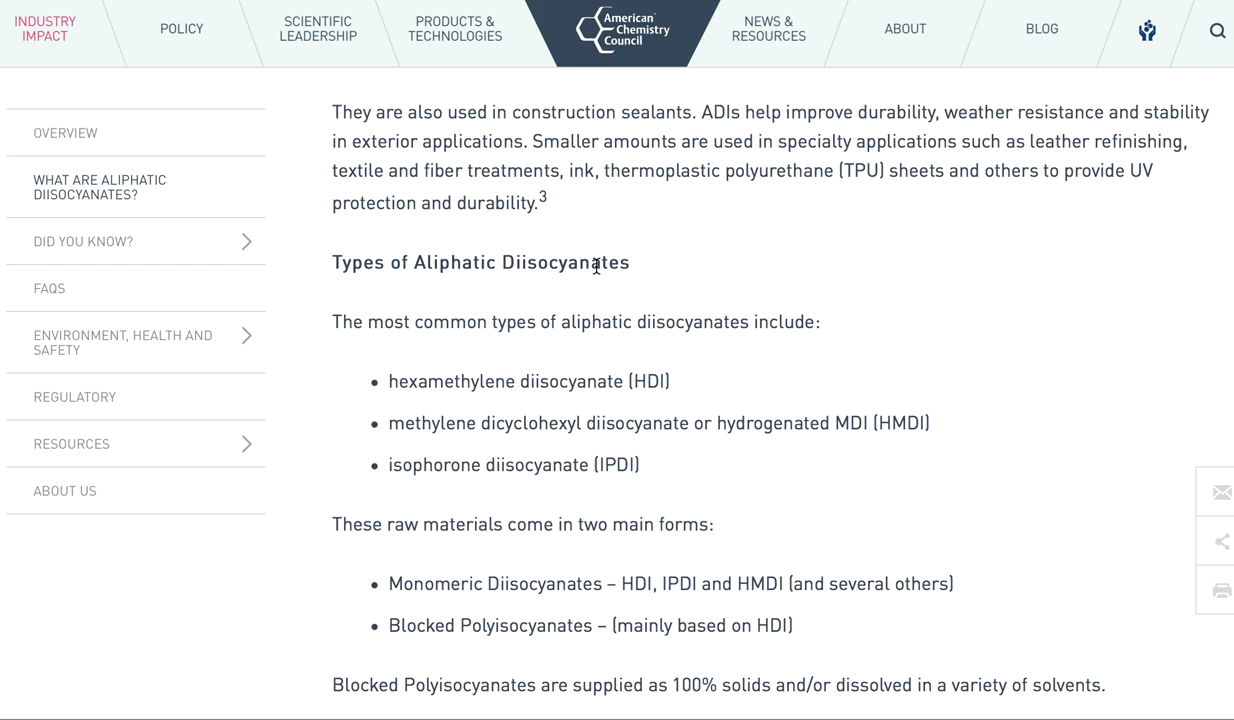 INDUSTRY
IMPACT
POLICY
SCIENTIFIC
LEADERSHIP
PRODUCTS &
TECHNOLOGIES
American
Chemistry
Council
NEWS &
RESOURCES
ABOUT
BLOG
OVERVIEW
WHAT ARE ALIPHATIC
DIISOCYANATES?
DID YOU KNOW?
FAQS
ENVIRONMENT, HEALTH AND
SAFETY
REGULATORY
RESOURCES
ABOUT US
They are also used in construction sealants. ADIs help improve durability, weather resistance and stability
in exterior applications. Smaller amounts are used in specialty applications such as leather refinishing,
textile and fiber treatments, ink, thermoplastic polyurethane (TPU) sheets and others to provide UV
protection and durability.3
Types of Aliphatic Diisocyanates
The most common types of aliphatic diisocyanates include:
• hexamethylene diisocyanate (HDI)
• methylene dicyclohexyl diisocyanate or hydrogenated MDI (HMDI)
• isophorone diisocyanate (IPDI)
These raw materials come in two main forms:
• Monomeric Diisocyanates – HDI, IPDI and HMDI (and several others)
• Blocked Polyisocyanates – (mainly based on HDI)
Blocked Polyisocyanates are supplied as 100% solids and/or dissolved in a variety of solvents.